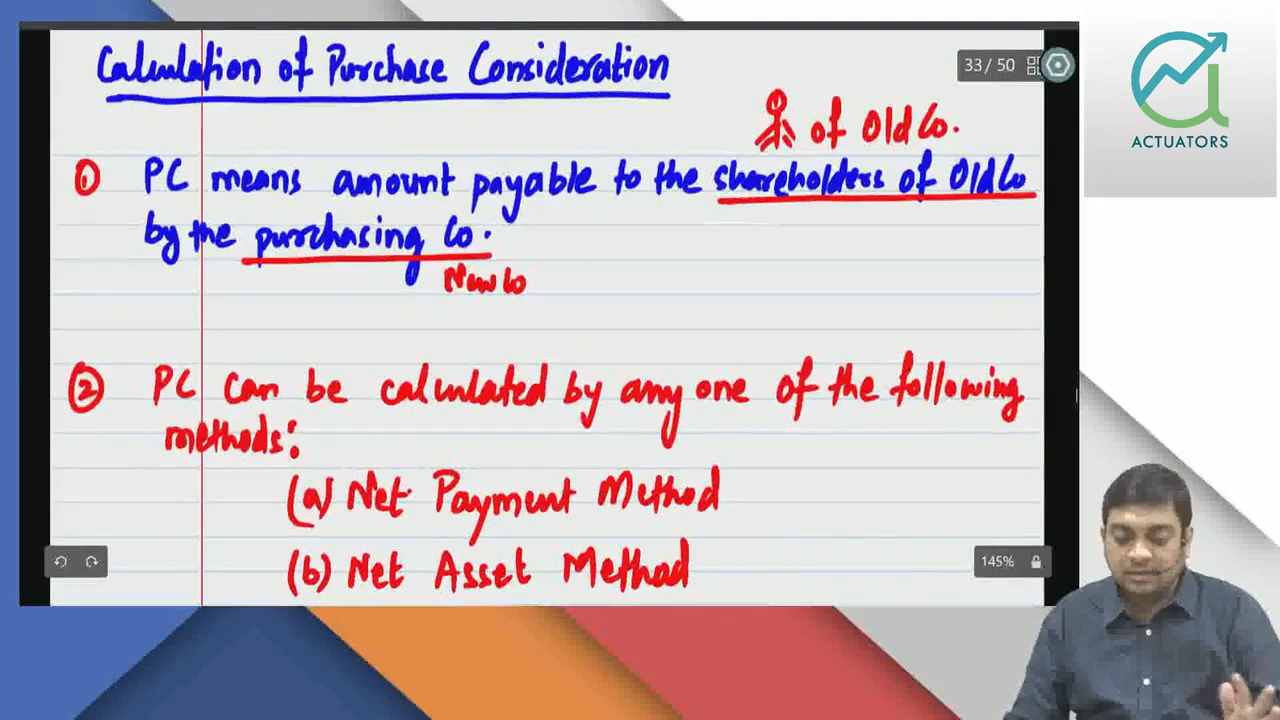 Calculation of Purchase Consideration
33 / 50
ACTUATORS
of Old Co.
① PC means amount payable to the shareholders of Old Co
by the purchasing Co.
New Co
② PC can be calculated by any one of the following
methods:
(a) Net Payment Method
(b) Net Asset Method
145%